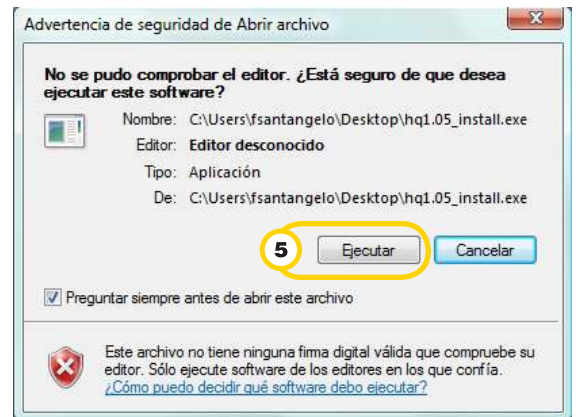 Advertencia de seguridad de Abrir archivo
No se pudo comprobar el editor. ¿Está seguro de que desea
ejecutar este software?
Nombre: C:\Users\fsantangelo\Desktop\hq1.05_install.exe
Editor: Editor desconocido
Tipo: Aplicación
De: C:\Users\fsantangelo\Desktop\hq1.05_install.exe
5 Ejecutar Cancelar
Preguntar siempre antes de abrir este archivo
Este archivo no tiene ninguna firma digital válida que compruebe su
editor. Sólo ejecute software de los editores en los que confía.
¿Cómo puedo decidir qué software debo ejecutar?